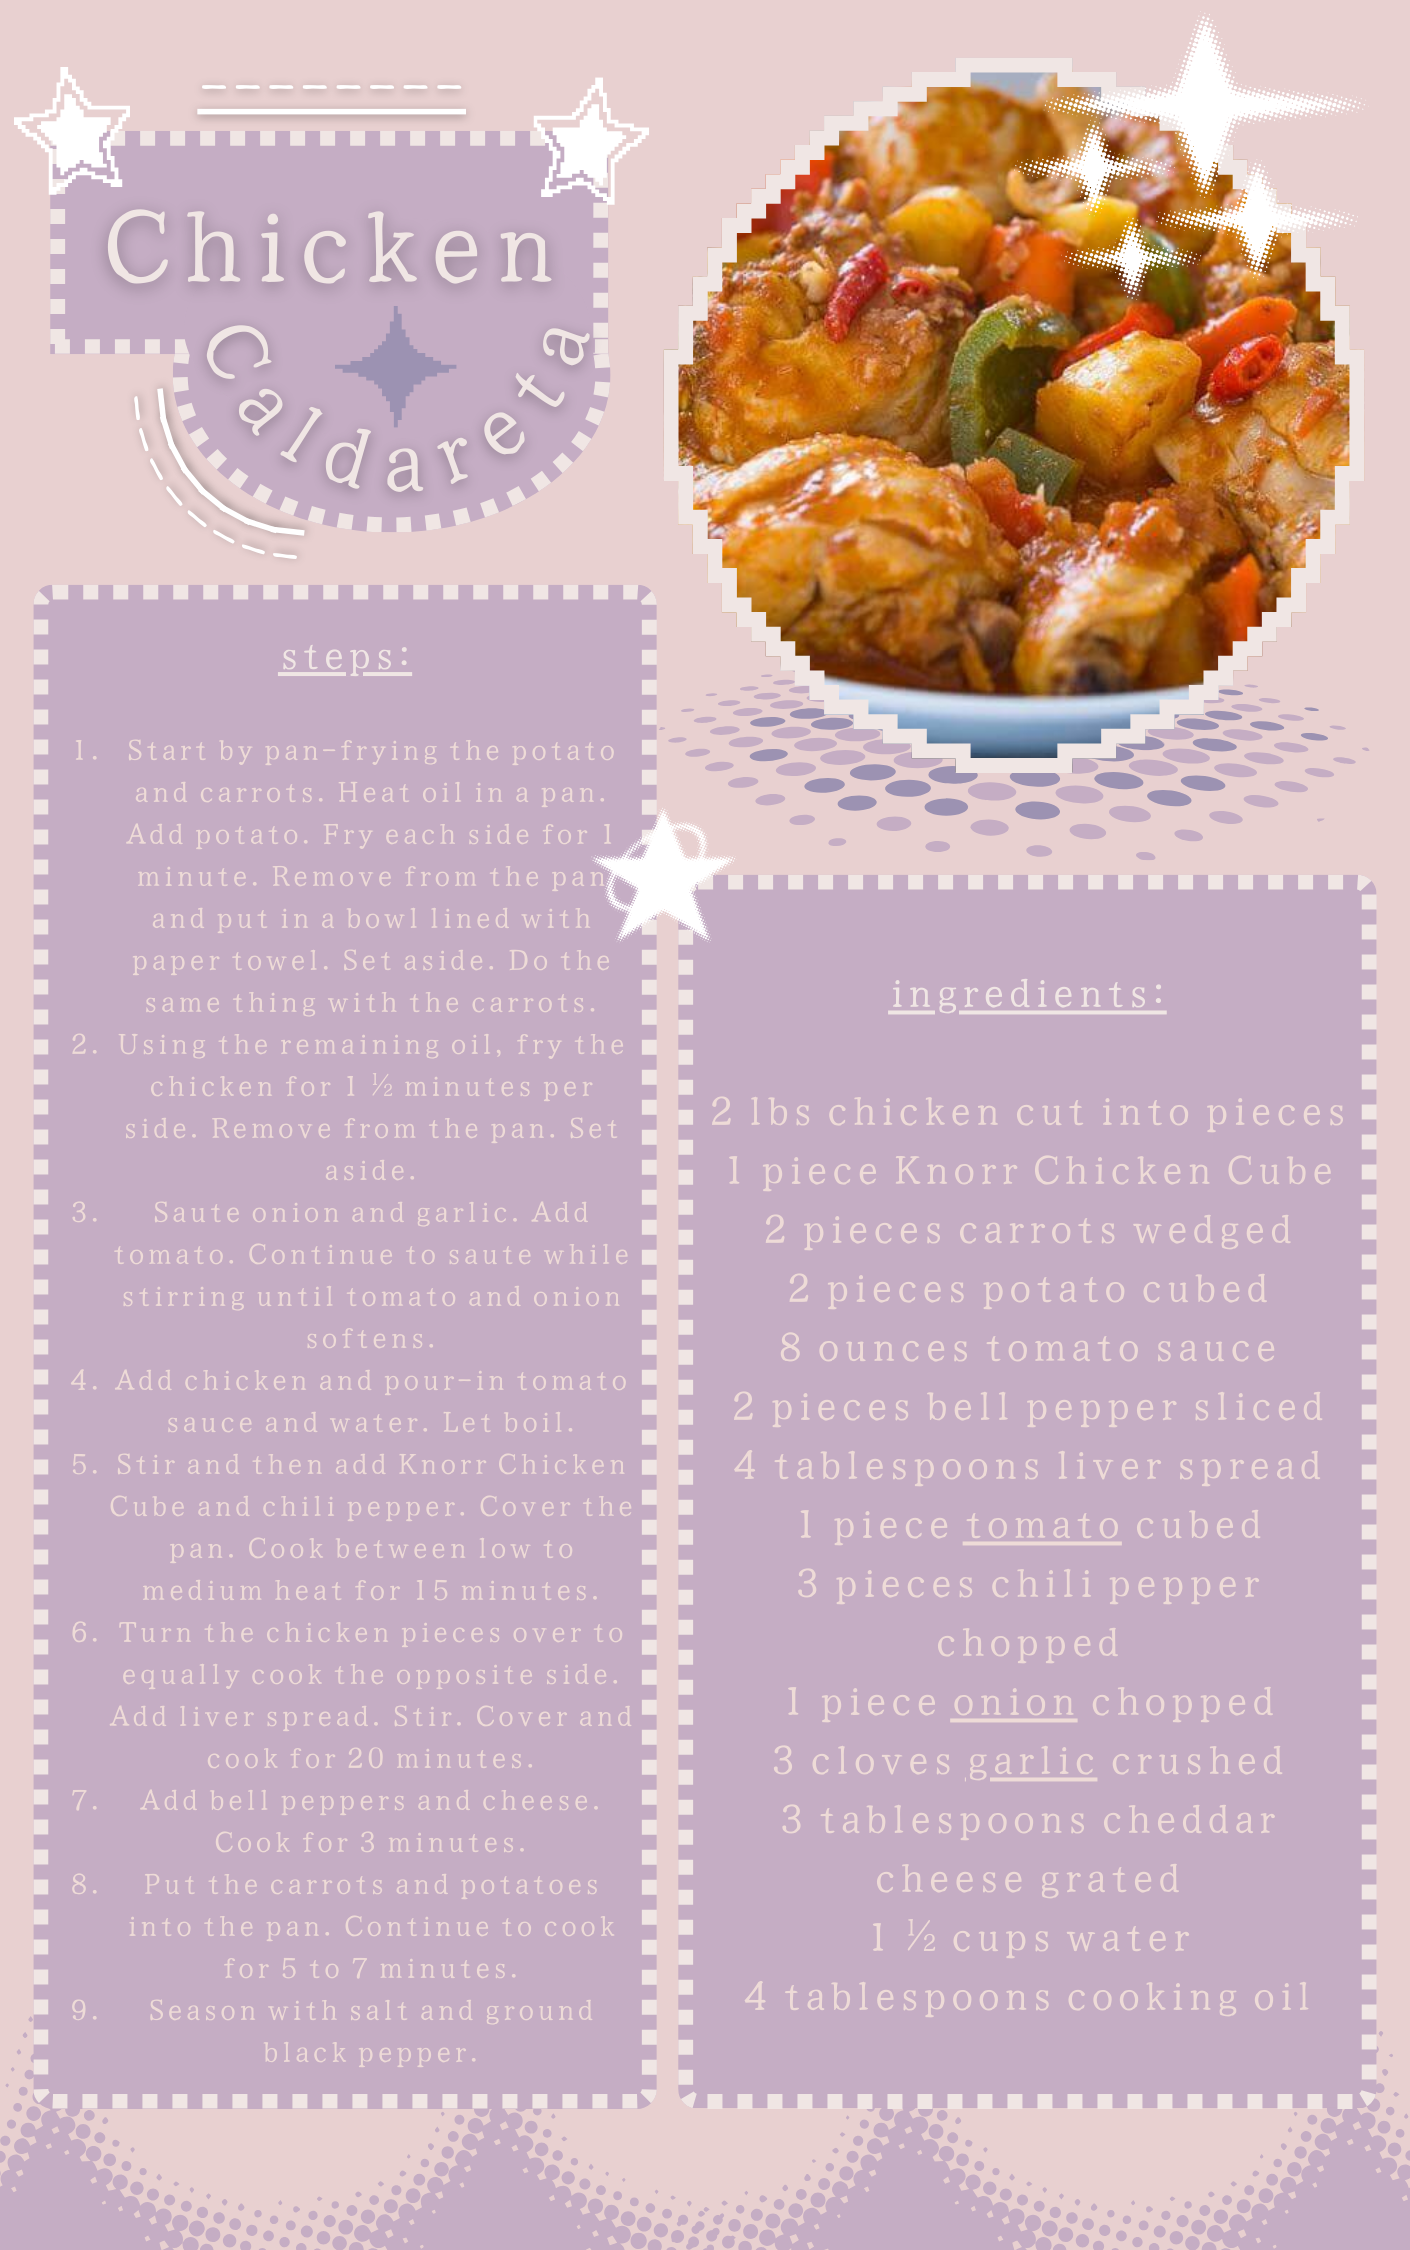 Chicken
Caldareta
steps:
1. Start by pan-frying the potato
and carrots. Heat oil in a pan.
Add potato. Fry each side for 1
minute. Remove from the pan
and put in a bowl lined with
paper towel. Set aside. Do the
same thing with the carrots.
2. Using the remaining oil, fry the
chicken for 1 ½ minutes per
side. Remove from the pan. Set
aside.
3. Saute onion and garlic. Add
tomato. Continue to saute while
stirring until tomato and onion
softens.
4. Add chicken and pour-in tomato
sauce and water. Let boil.
5. Stir and then add Knorr Chicken
Cube and chili pepper. Cover the
pan. Cook between low to
medium heat for 15 minutes.
6. Turn the chicken pieces over to
equally cook the opposite side.
Add liver spread. Stir. Cover and
cook for 20 minutes.
7. Add bell peppers and cheese.
Cook for 3 minutes.
8. Put the carrots and potatoes
into the pan. Continue to cook
for 5 to 7 minutes.
9. Season with salt and ground
black pepper.
ingredients:
2 lbs chicken cut into pieces
1 piece Knorr Chicken Cube
2 pieces carrots wedged
2 pieces potato cubed
8 ounces tomato sauce
2 pieces bell pepper sliced
4 tablespoons liver spread
1 piece tomato cubed
3 pieces chili pepper
chopped
1 piece onion chopped
3 cloves garlic crushed
3 tablespoons cheddar
cheese grated
1 ½ cups water
4 tablespoons cooking oil